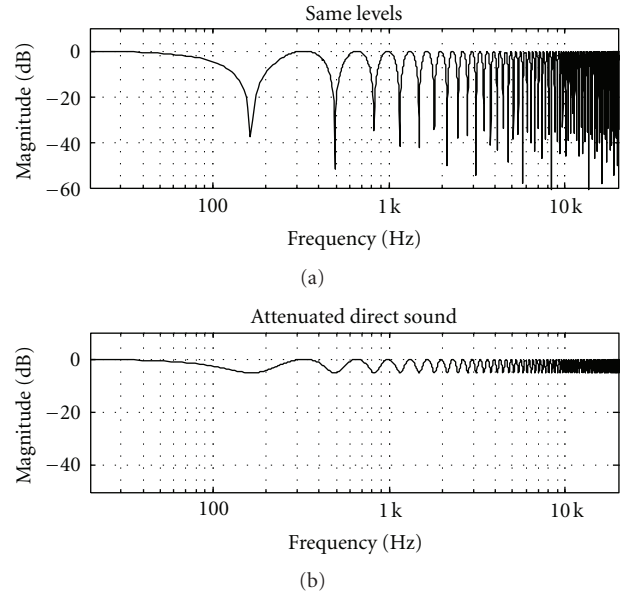 Same levels
0
−20
−40
−60
Magnitude (dB)
100
1 k
10 k
Frequency (Hz)
(a)
Attenuated direct sound
0
−20
−40
Magnitude (dB)
100
1 k
10 k
Frequency (Hz)
(b)